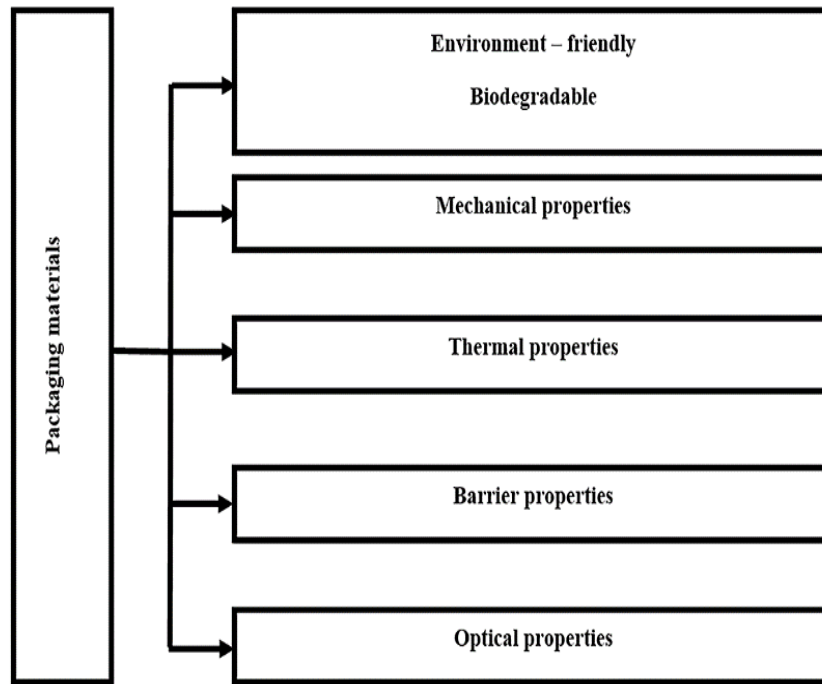 Packaging materials
Environment – friendly
Biodegradable
Mechanical properties
Thermal properties
Barrier properties
Optical properties